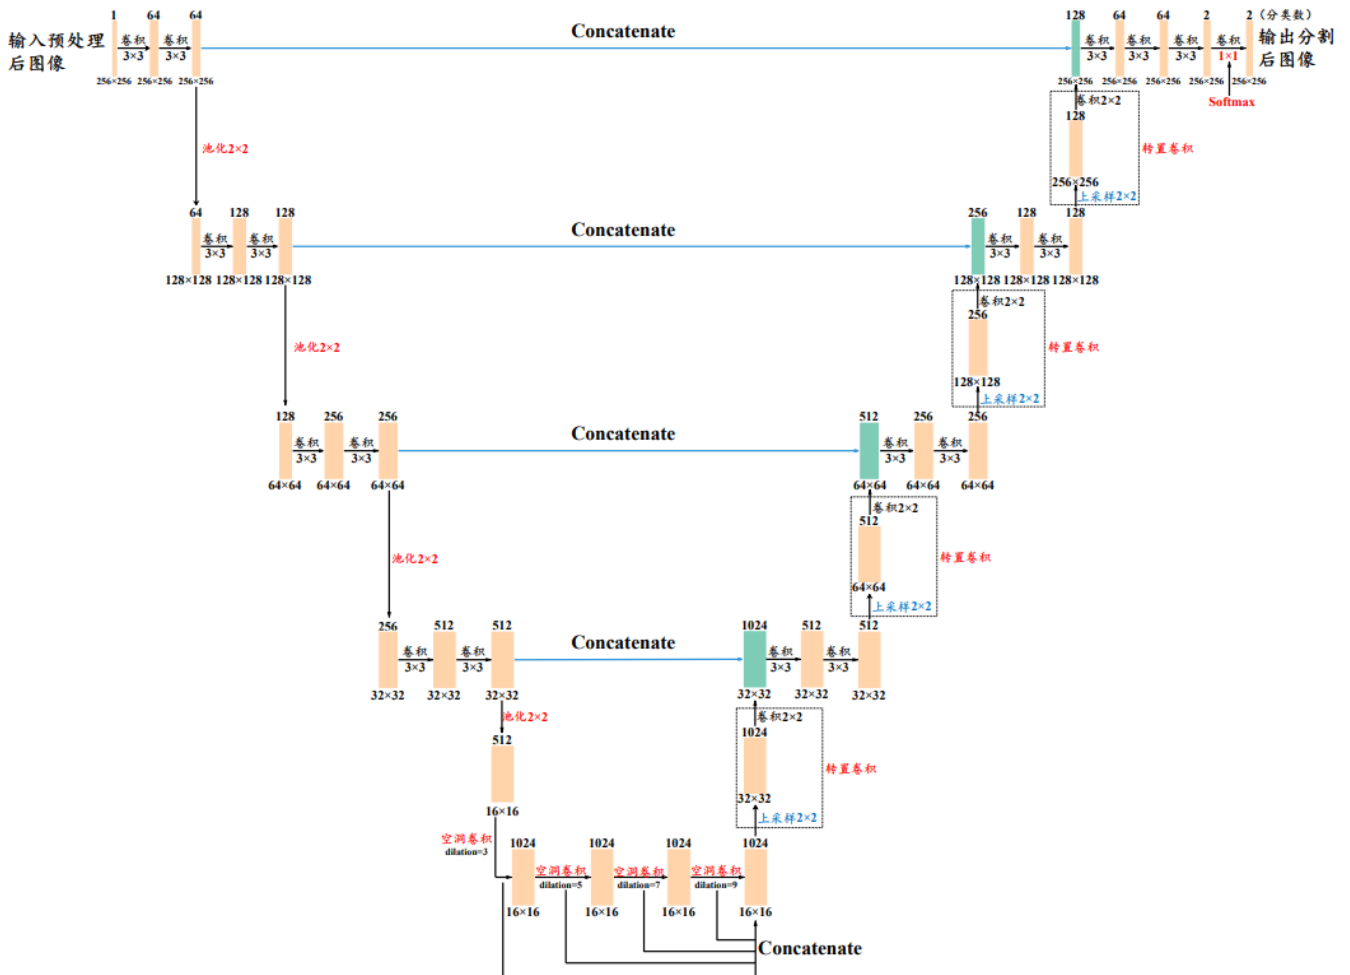 输入预处理
后图像
1
64
64
卷积
3×3
卷积
3×3
256×256
256×256
256×256
Concatenate
128
64
64
2
2
(分类数)
卷积
3×3
卷积
3×3
卷积
3×3
卷积
1×1
输出分割
后图像
256×256
256×256
256×256
256×256
256×256
Softmax
卷积2×2
128
256×256
上采样2×2
转置卷积
池化2×2
64
128
128
卷积
3×3
卷积
3×3
128×128
128×128
128×128
Concatenate
256
128
128
卷积
3×3
卷积
3×3
128×128
128×128
128×128
卷积2×2
256
128×128
上采样2×2
转置卷积
池化2×2
128
256
256
卷积
3×3
卷积
3×3
64×64
64×64
64×64
Concatenate
512
256
256
卷积
3×3
卷积
3×3
64×64
64×64
64×64
卷积2×2
512
64×64
上采样2×2
转置卷积
池化2×2
256
512
512
卷积
3×3
卷积
3×3
32×32
32×32
32×32
Concatenate
1024
512
512
卷积
3×3
卷积
3×3
32×32
32×32
32×32
卷积2×2
1024
32×32
上采样2×2
转置卷积
池化2×2
512
16×16
空洞卷积
dilation=3
1024
1024
1024
1024
空洞卷积
dilation=5
空洞卷积
dilation=7
空洞卷积
dilation=9
16×16
16×16
16×16
16×16
Concatenate